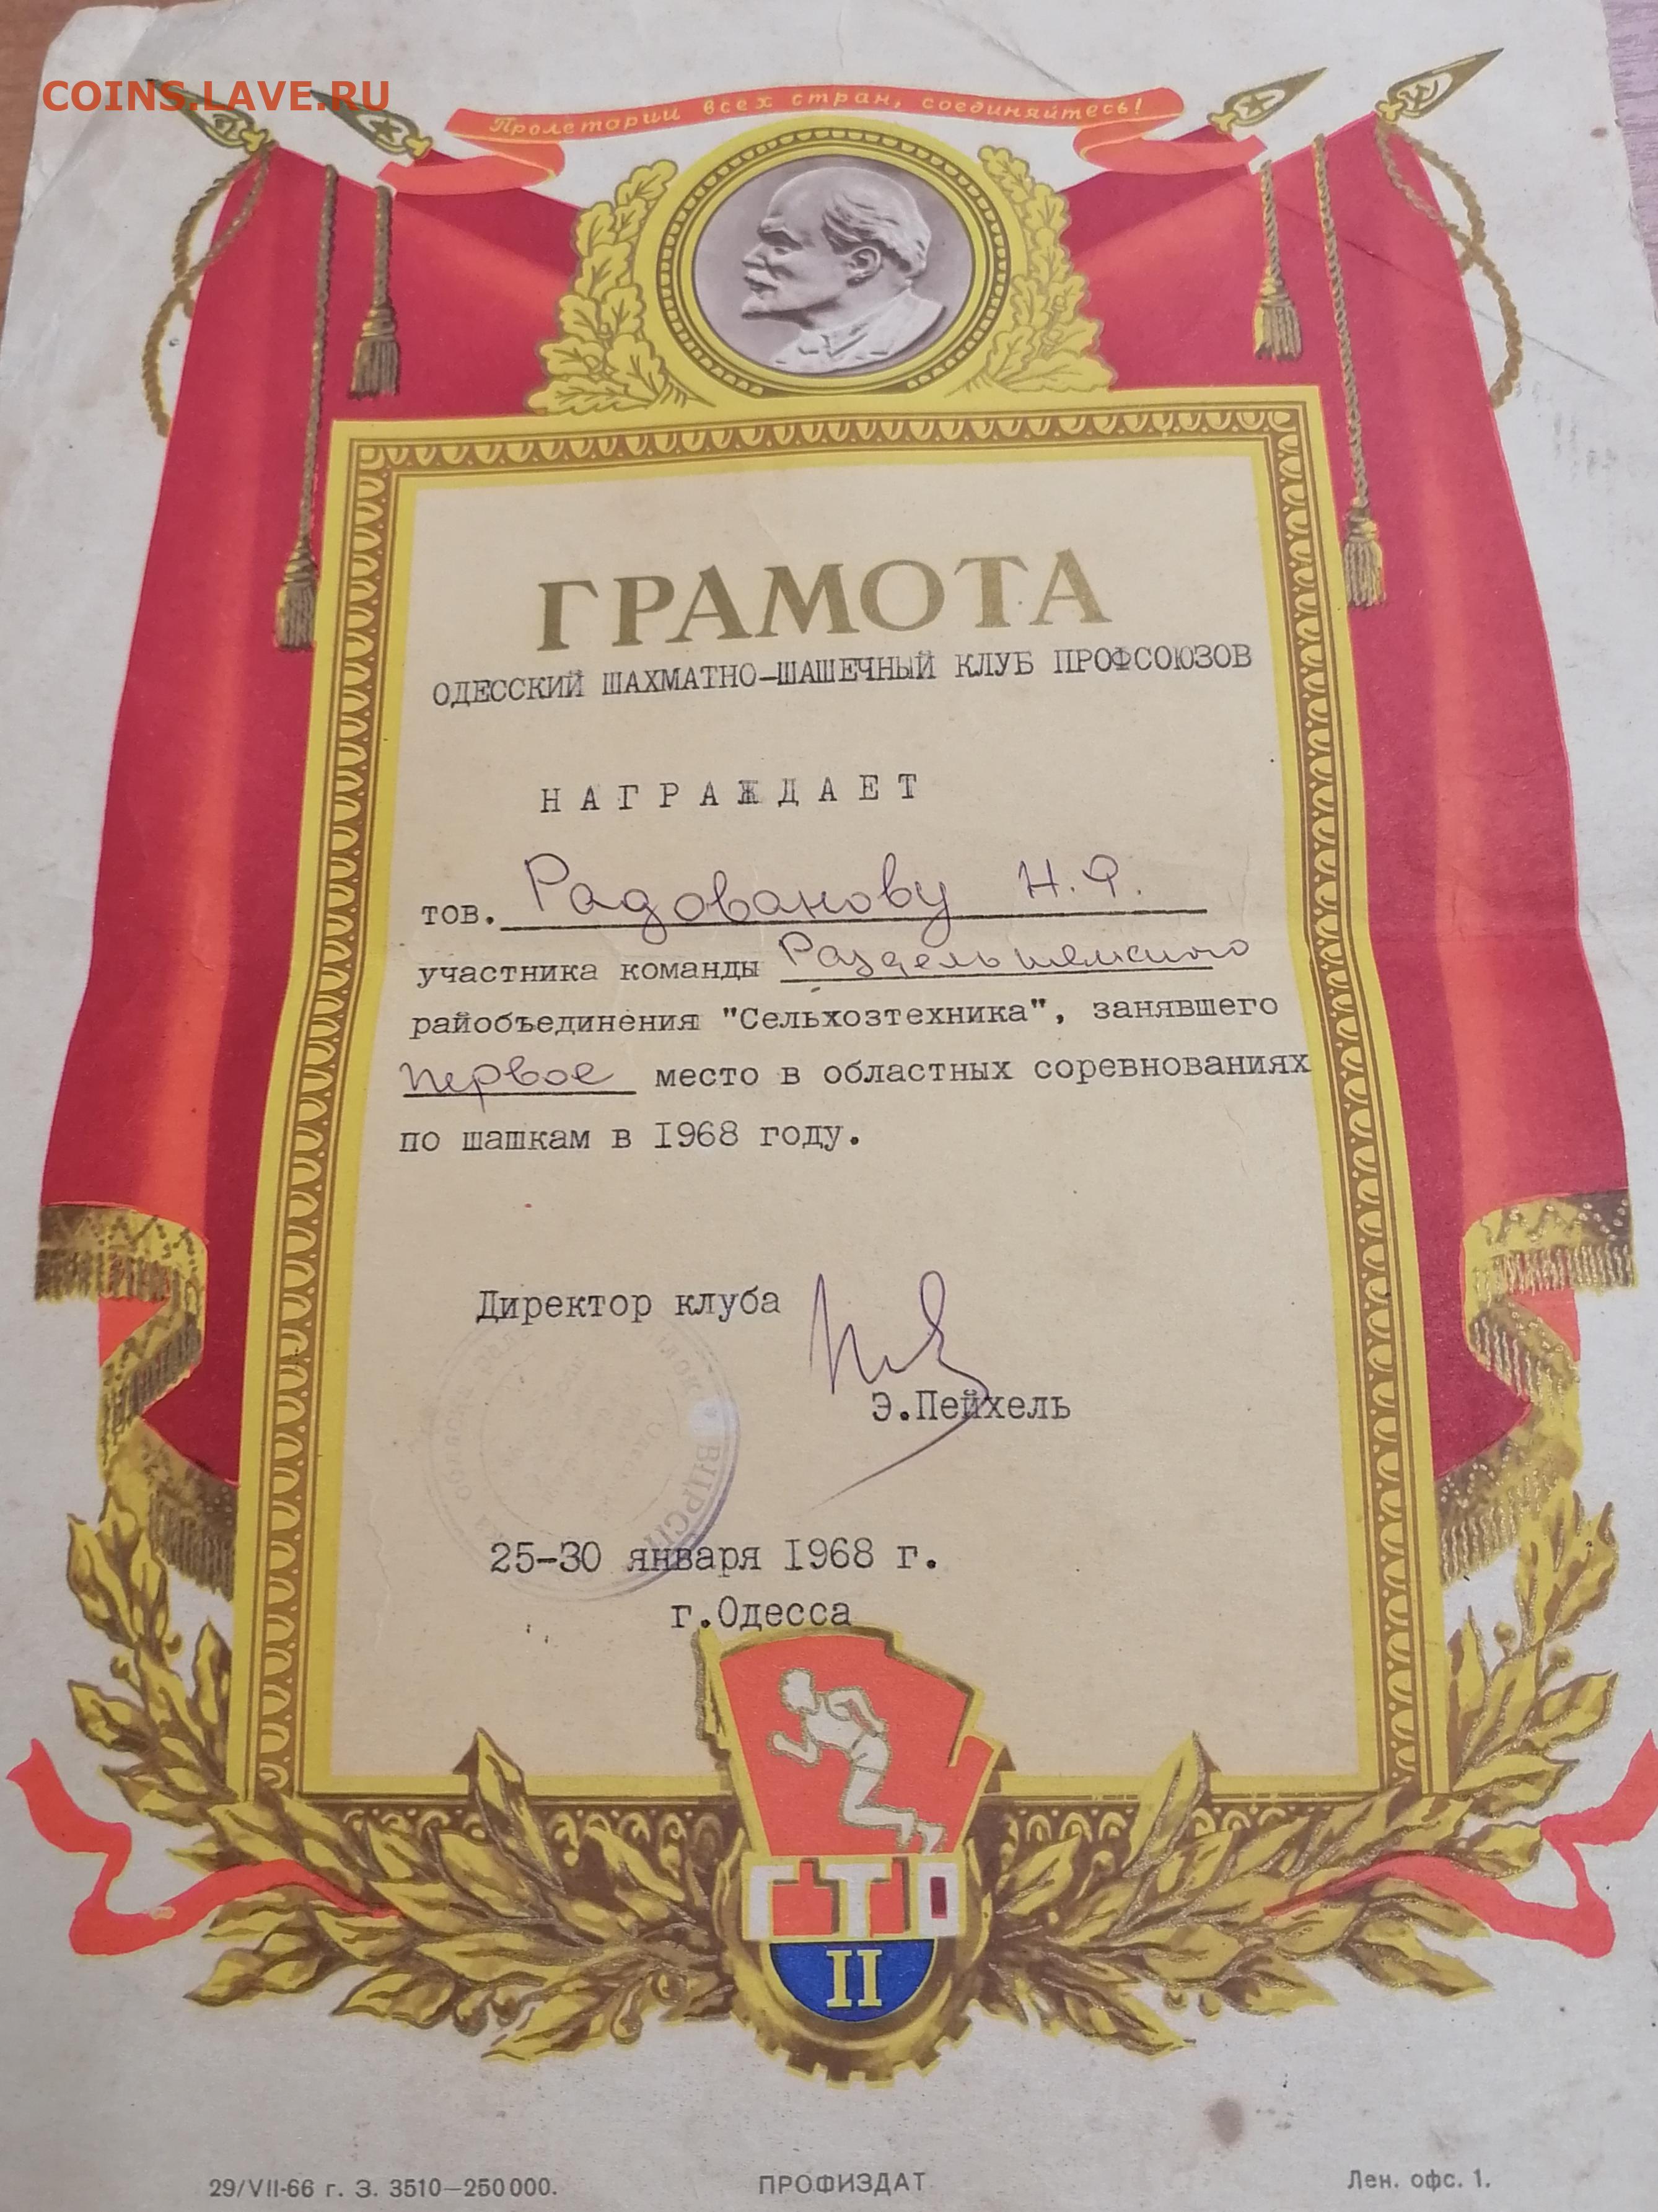 COINS.LAVE.RU
Пролетарии всех стран, соединяйтесь!
ГРАМОТА
ОДЕССКИЙ ШАХМАТНО-ШАШЕЧНЫЙ КЛУБ ПРОФСОЮЗОВ
НАГРАЖДАЕТ
тов. Радованову Н.Ф.
участника команды Раздельнянского
райобъединения "Сельхозтехника", занявшего
первое место в областных соревнованиях
по шашкам в 1968 году.
Директор клуба
Э.Пейхель
25-30 января 1968 г.
г.Одесса
ГТО
II
29/VII-66 г. З. 3510—250000. ПРОФИЗДАТ Лен. офс. 1.